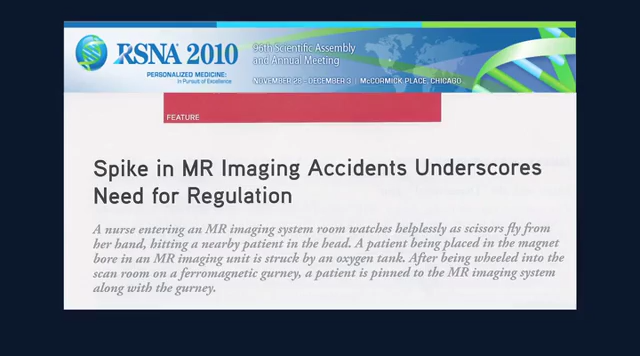 RSNA 2010
PERSONALIZED MEDICINE:
In Pursuit of Excellence
96th Scientific Assembly
and Annual Meeting
NOVEMBER 28 - DECEMBER 3 | McCORMICK PLACE, CHICAGO
FEATURE
Spike in MR Imaging Accidents Underscores
Need for Regulation
A nurse entering an MR imaging system room watches helplessly as scissors fly from
her hand, hitting a nearby patient in the head. A patient being placed in the magnet
bore in an MR imaging unit is struck by an oxygen tank. After being wheeled into the
scan room on a ferromagnetic gurney, a patient is pinned to the MR imaging system
along with the gurney.